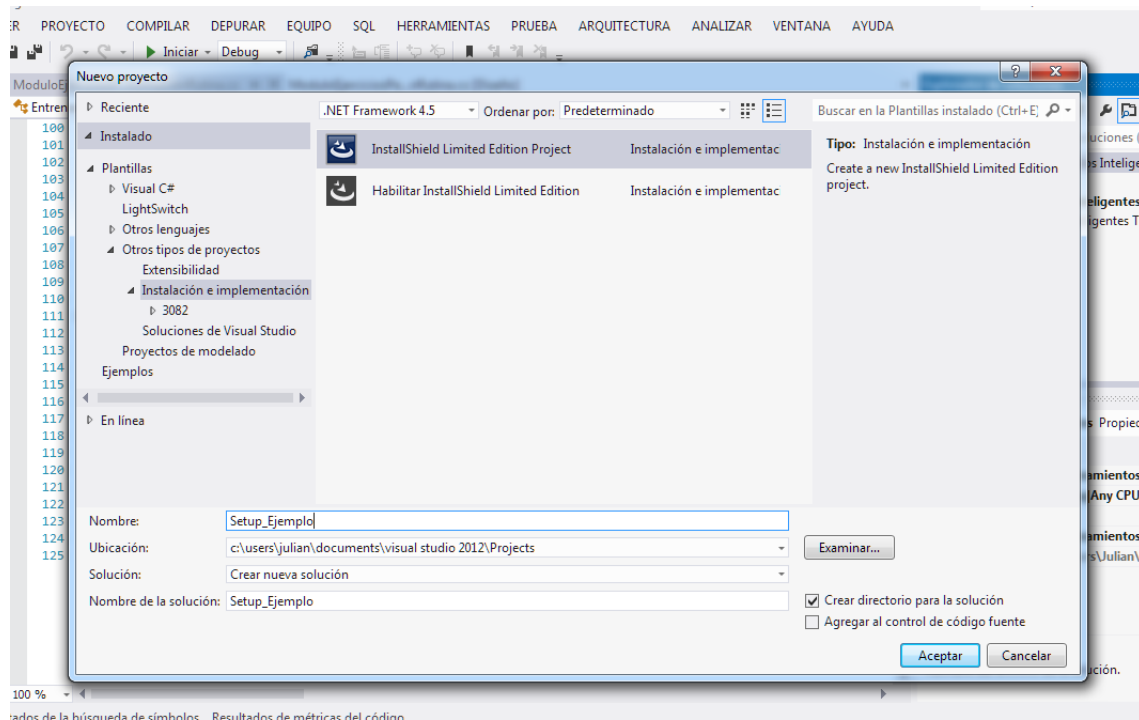 PROYECTO COMPILAR DEPURAR EQUIPO SQL HERRAMIENTAS PRUEBA ARQUITECTURA ANALIZAR VENTANA AYUDA
Iniciar Debug
Nuevo proyecto
Reciente
.NET Framework 4.5 Ordenar por: Predeterminado
Buscar en la Plantillas instalado (Ctrl+E)
Instalado
Plantillas
Visual C#
LightSwitch
Otros lenguajes
Otros tipos de proyectos
Extensibilidad
Instalación e implementación
3082
Soluciones de Visual Studio
Proyectos de modelado
Ejemplos
En línea
InstallShield Limited Edition Project Instalación e implementac
Habilitar InstallShield Limited Edition Instalación e implementac
Tipo: Instalación e implementación
Create a new InstallShield Limited Edition
project.
100
101
102
103
104
105
106
107
108
109
110
111
112
113
114
115
116
117
118
119
120
121
122
123
124
125
Nombre: Setup_Ejemplo
Ubicación: c:\users\julian\documents\visual studio 2012\Projects Examinar...
Solución: Crear nueva solución
Nombre de la solución: Setup_Ejemplo
Crear directorio para la solución
Agregar al control de código fuente
Aceptar Cancelar
Any CPU
100 %
tados de la búsqueda de símbolos Resultados de métricas del código